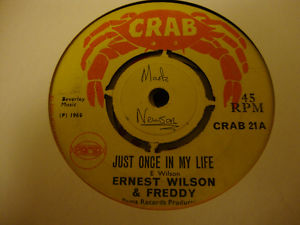 CRAB
Mark
Newson
Beverley
Music
(P) 1968
45
RPM
CRAB 21A
JUST ONCE IN MY LIFE
E Wilson
ERNEST WILSON
& FREDDY
Records Production